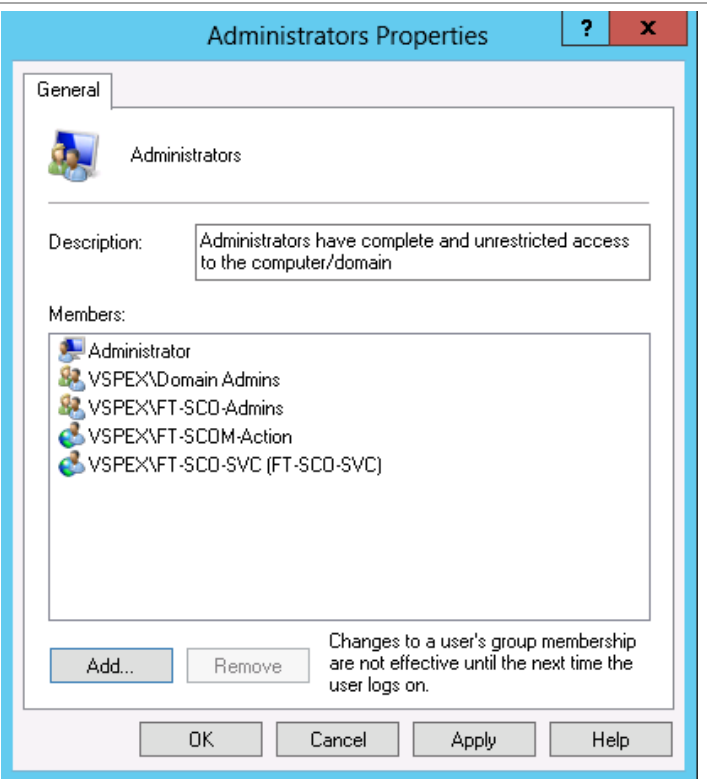 Administrators Properties
?
x
General
Administrators
Description:
Administrators have complete and unrestricted access
to the computer/domain
Members:
Administrator
VSPEX\Domain Admins
VSPEX\FT-SCO-Admins
VSPEX\FT-SCOM-Action
VSPEX\FT-SCO-SVC (FT-SCO-SVC)
Add...
Remove
Changes to a user's group membership
are not effective until the next time the
user logs on.
OK
Cancel
Apply
Help